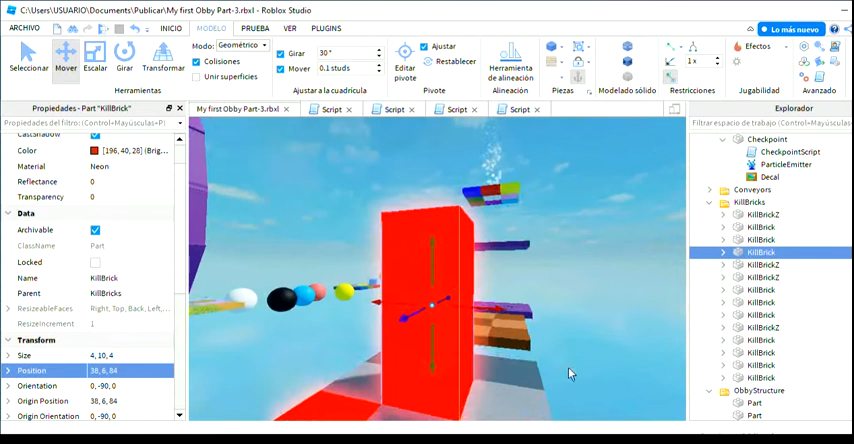 My first Obby Part-3.rbxl - Roblox Studio
ARCHIVO INICIO MODELO PRUEBA VER PLUGINS Lo más nuevo
Seleccionar Mover Escalar Girar Transformar
Herramientas
Modo: Geométrico
Colisiones
Unir superficies
Girar 30°
Mover 0.1 studs
Ajustar a la cuadrícula
Editar pivote
Ajustar
Restablecer
Pivote
Herramienta de alineación
Alineación
Piezas
Modelado sólido
1 x
Restricciones
Efectos
Jugabilidad
Avanzado
Propiedades - Part "KillBrick"
My first Obby Part-3.rbxl Script Script Script Script
Explorador
Propiedades del filtro: (Control+Mayúsculas+P)
CastShadow
Color [196, 40, 28] (Brig...
Material Neon
Reflectance 0
Transparency 0
Data
Archivable
ClassName Part
Locked
Name KillBrick
Parent KillBricks
ResizeableFaces Right, Top, Back, Left,...
ResizeIncrement 1
Transform
Size 4, 10, 4
Position 38, 6, 84
Orientation 0, -90, 0
Origin Position 38, 6, 84
Origin Orientation 0, -90, 0
Filtrar espacio de trabajo (Control+Mayúsculas
Checkpoint
CheckpointScript
ParticleEmitter
Decal
Conveyors
KillBricks
KillBrickZ
KillBrick
KillBrick
KillBrick
KillBrickZ
KillBrickZ
KillBrick
KillBrick
KillBrick
KillBrickZ
KillBrick
KillBrick
KillBrick
KillBrick
ObbyStructure
Part
Part